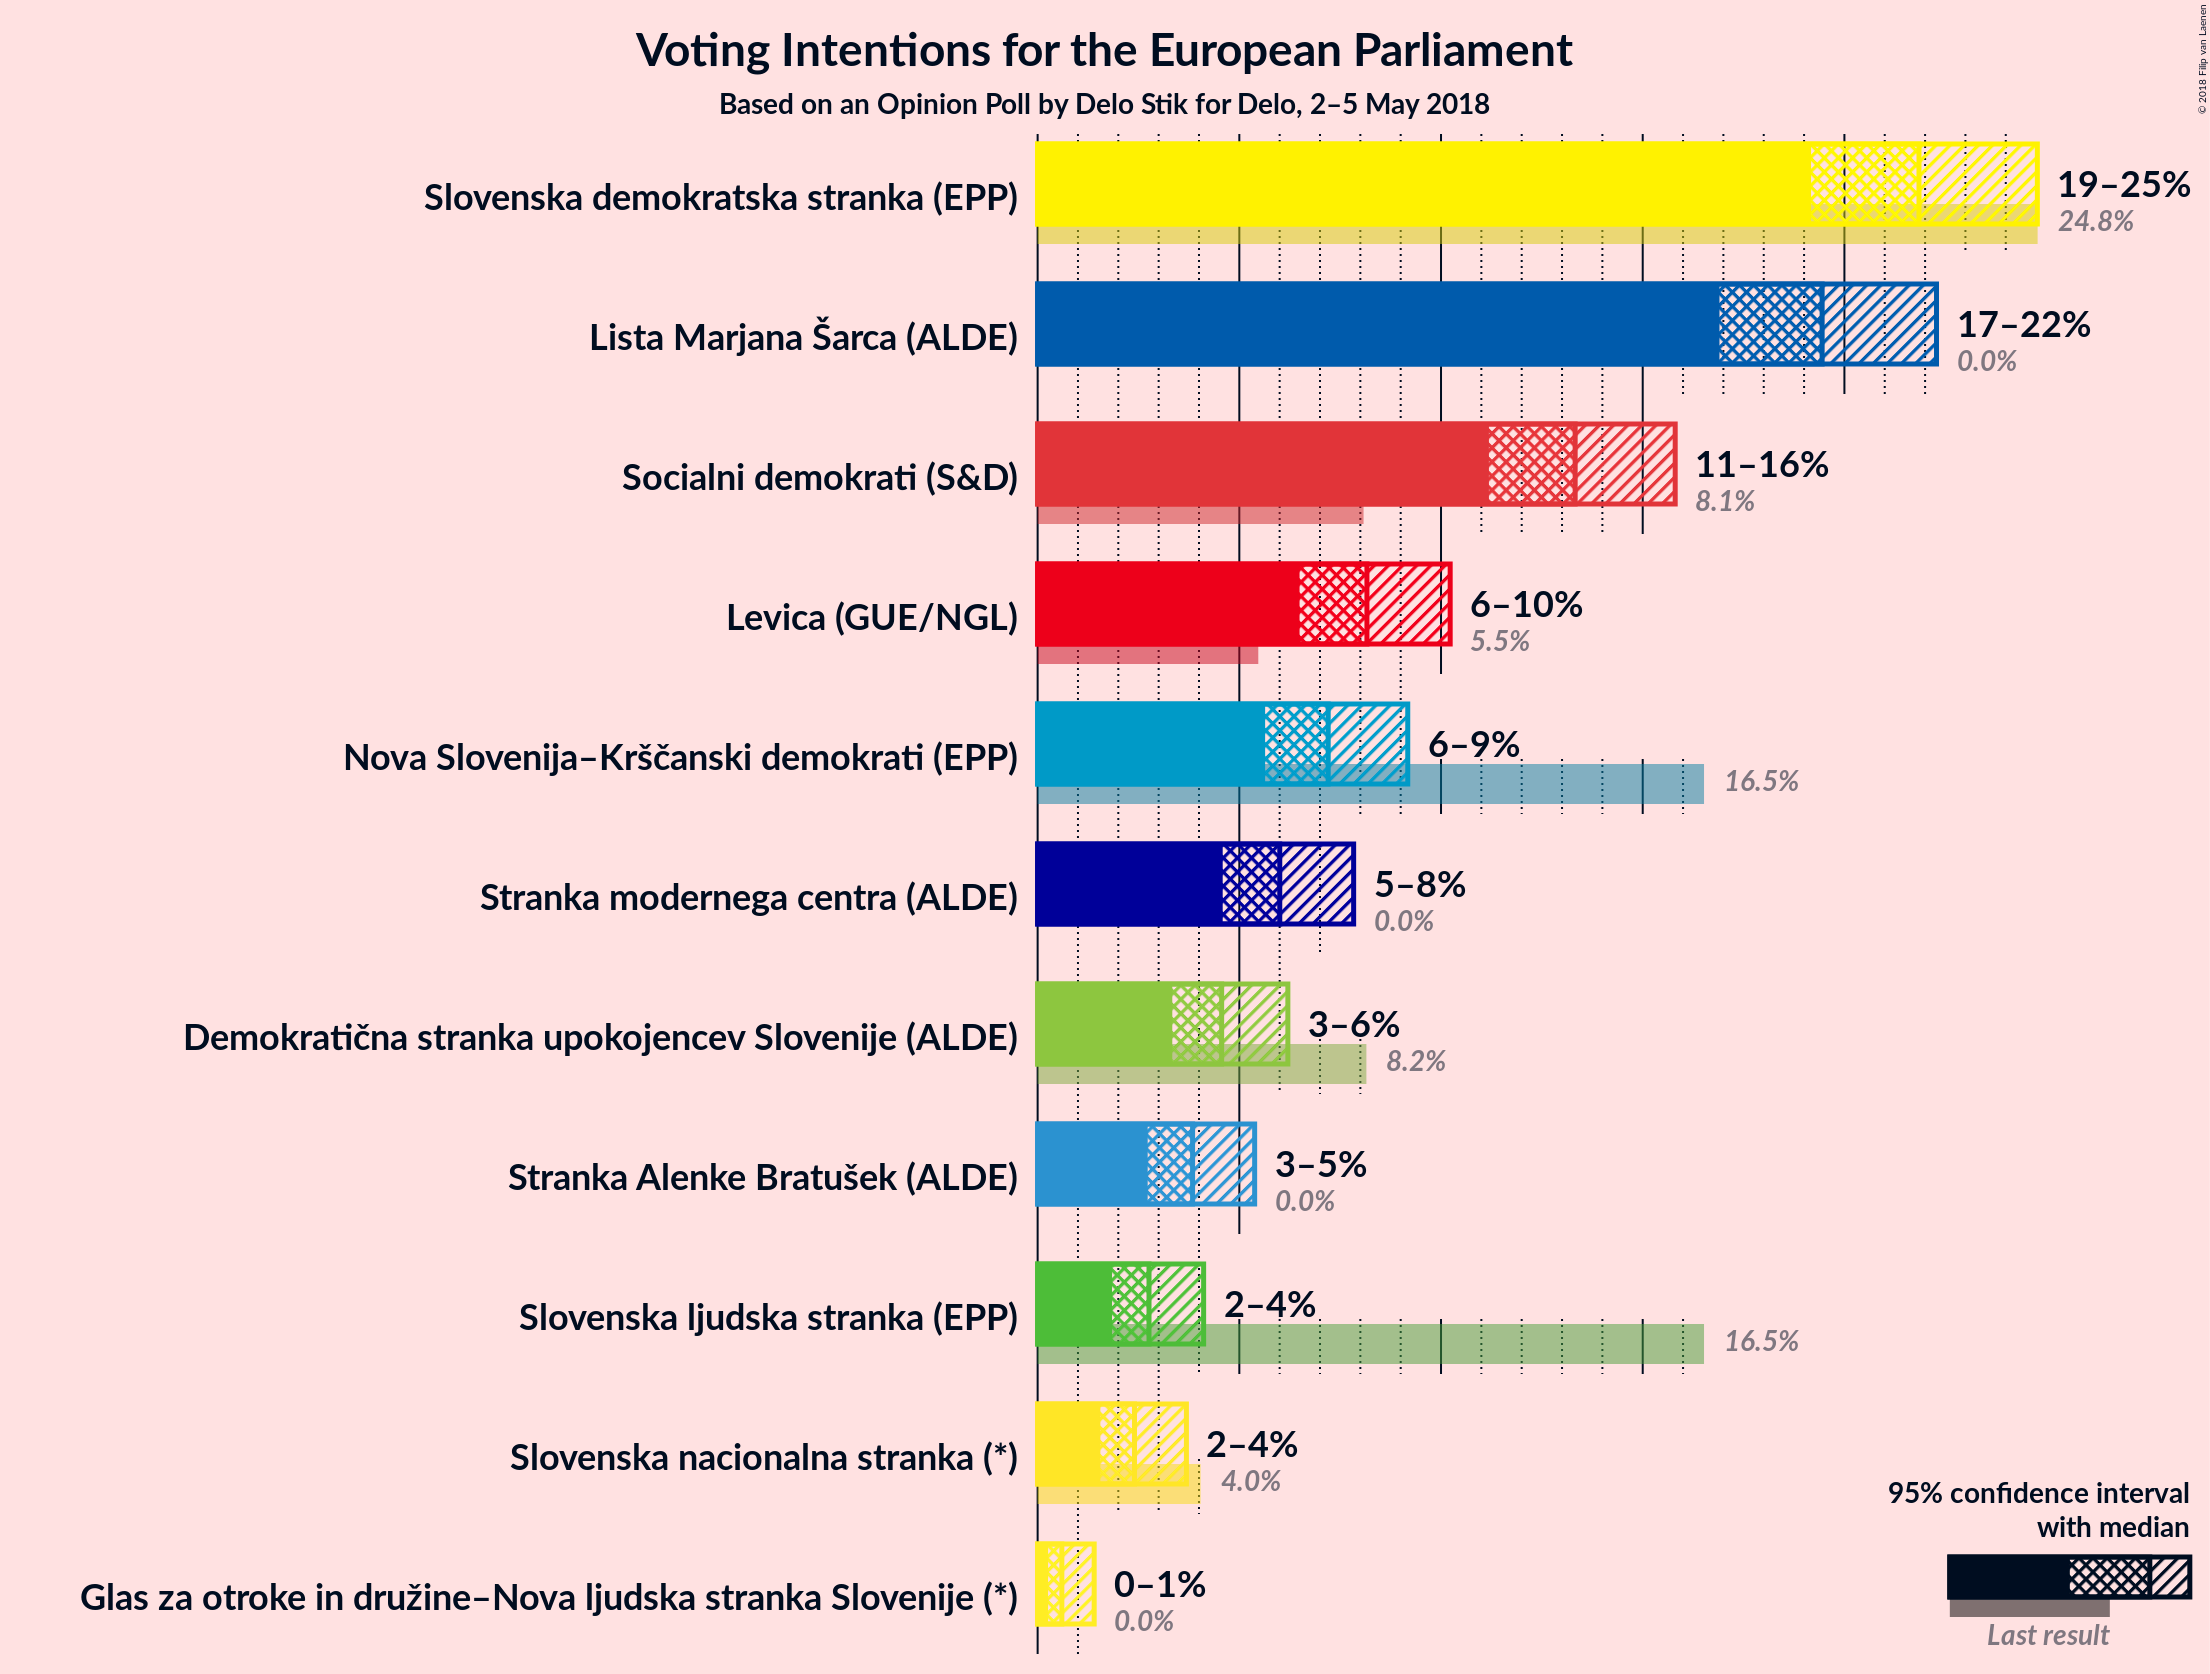 Voting Intentions for the European Parliament
Based on an Opinion Poll by Delo Stik for Delo, 2–5 May 2018
© 2018 Filip van Laenen
Slovenska demokratska stranka (EPP)
19–25%
24.8%
Lista Marjana Šarca (ALDE)
17–22%
0.0%
Socialni demokrati (S&D)
11–16%
8.1%
Levica (GUE/NGL)
6–10%
5.5%
Nova Slovenija–Krščanski demokrati (EPP)
6–9%
16.5%
Stranka modernega centra (ALDE)
5–8%
0.0%
Demokratična stranka upokojencev Slovenije (ALDE)
3–6%
8.2%
Stranka Alenke Bratušek (ALDE)
3–5%
0.0%
Slovenska ljudska stranka (EPP)
2–4%
16.5%
Slovenska nacionalna stranka (*)
2–4%
4.0%
Glas za otroke in družine–Nova ljudska stranka Slovenije (*)
0–1%
0.0%
95% confidence interval
with median
Last result